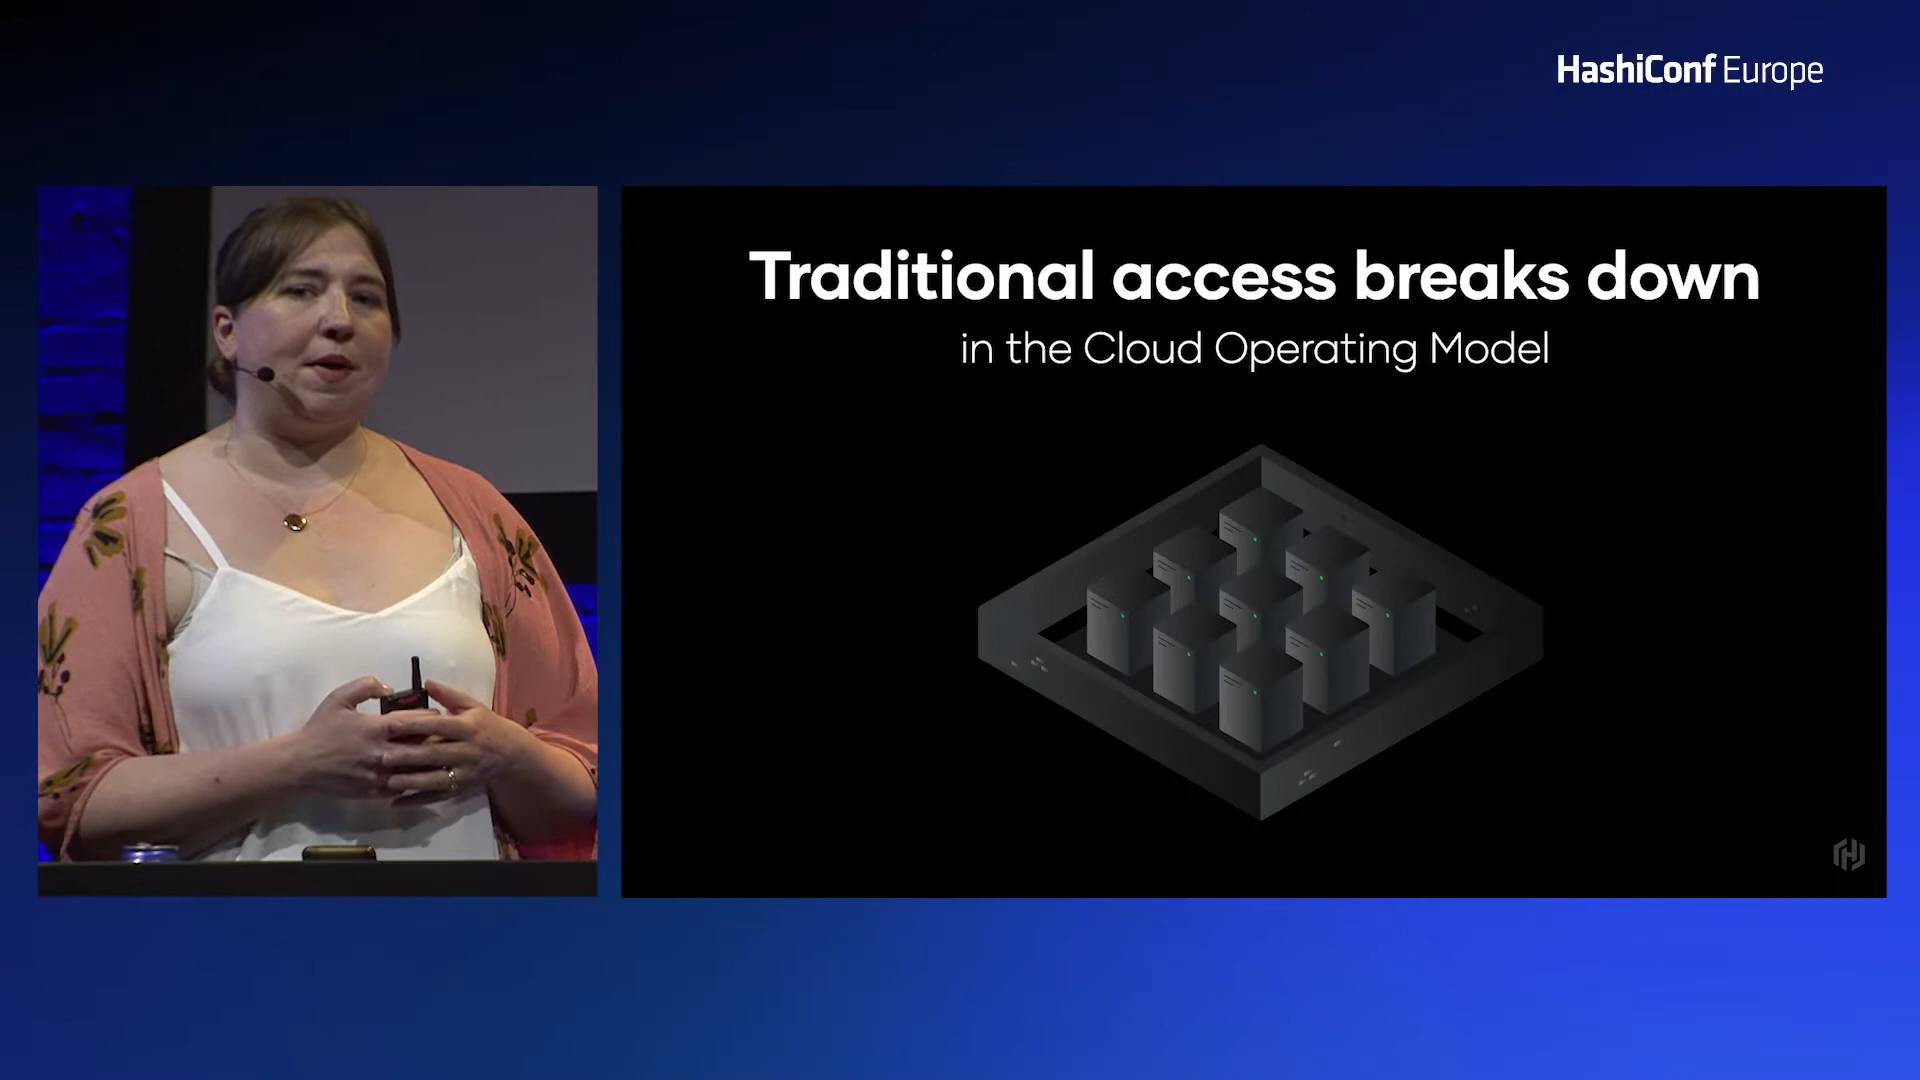 HashiConf Europe
Traditional access breaks down
in the Cloud Operating Model